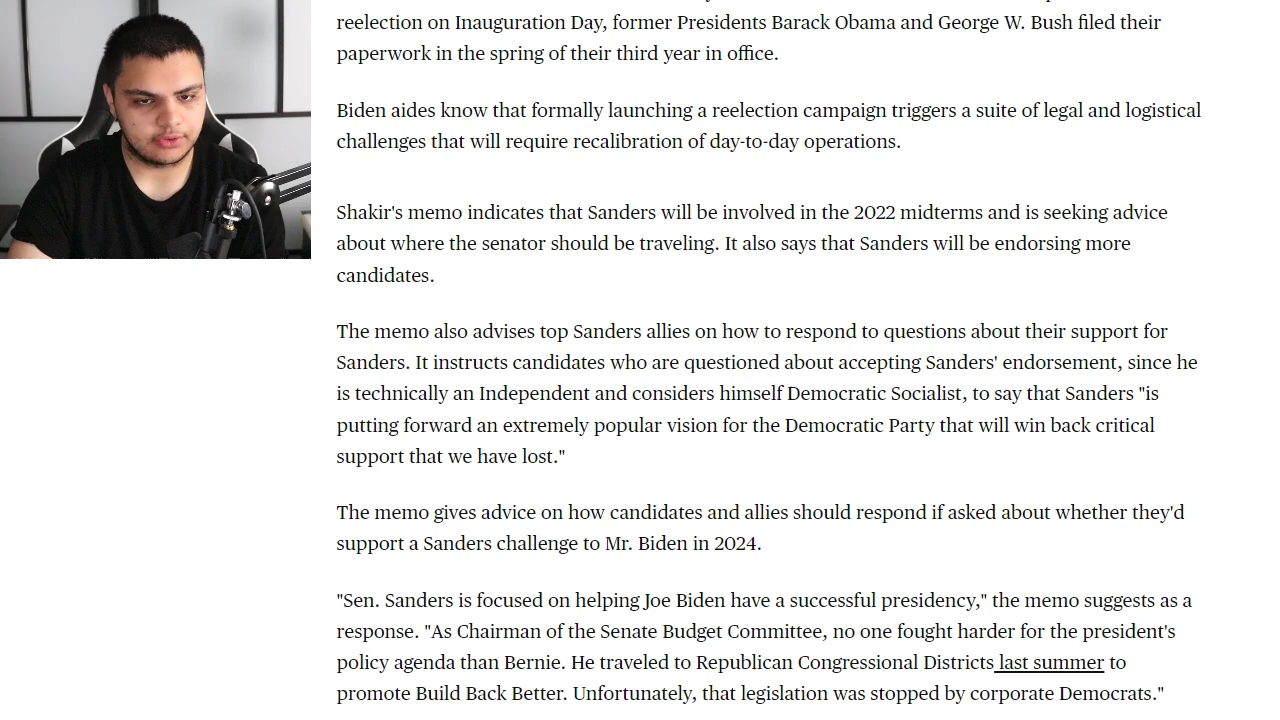 reelection on Inauguration Day, former Presidents Barack Obama and George W. Bush filed their
paperwork in the spring of their third year in office.
Biden aides know that formally launching a reelection campaign triggers a suite of legal and logistical
challenges that will require recalibration of day-to-day operations.
Shakir's memo indicates that Sanders will be involved in the 2022 midterms and is seeking advice
about where the senator should be traveling. It also says that Sanders will be endorsing more
candidates.
The memo also advises top Sanders allies on how to respond to questions about their support for
Sanders. It instructs candidates who are questioned about accepting Sanders' endorsement, since he
is technically an Independent and considers himself Democratic Socialist, to say that Sanders "is
putting forward an extremely popular vision for the Democratic Party that will win back critical
support that we have lost."
The memo gives advice on how candidates and allies should respond if asked about whether they'd
support a Sanders challenge to Mr. Biden in 2024.
"Sen. Sanders is focused on helping Joe Biden have a successful presidency," the memo suggests as a
response. "As Chairman of the Senate Budget Committee, no one fought harder for the president's
policy agenda than Bernie. He traveled to Republican Congressional Districts last summer to
promote Build Back Better. Unfortunately, that legislation was stopped by corporate Democrats."